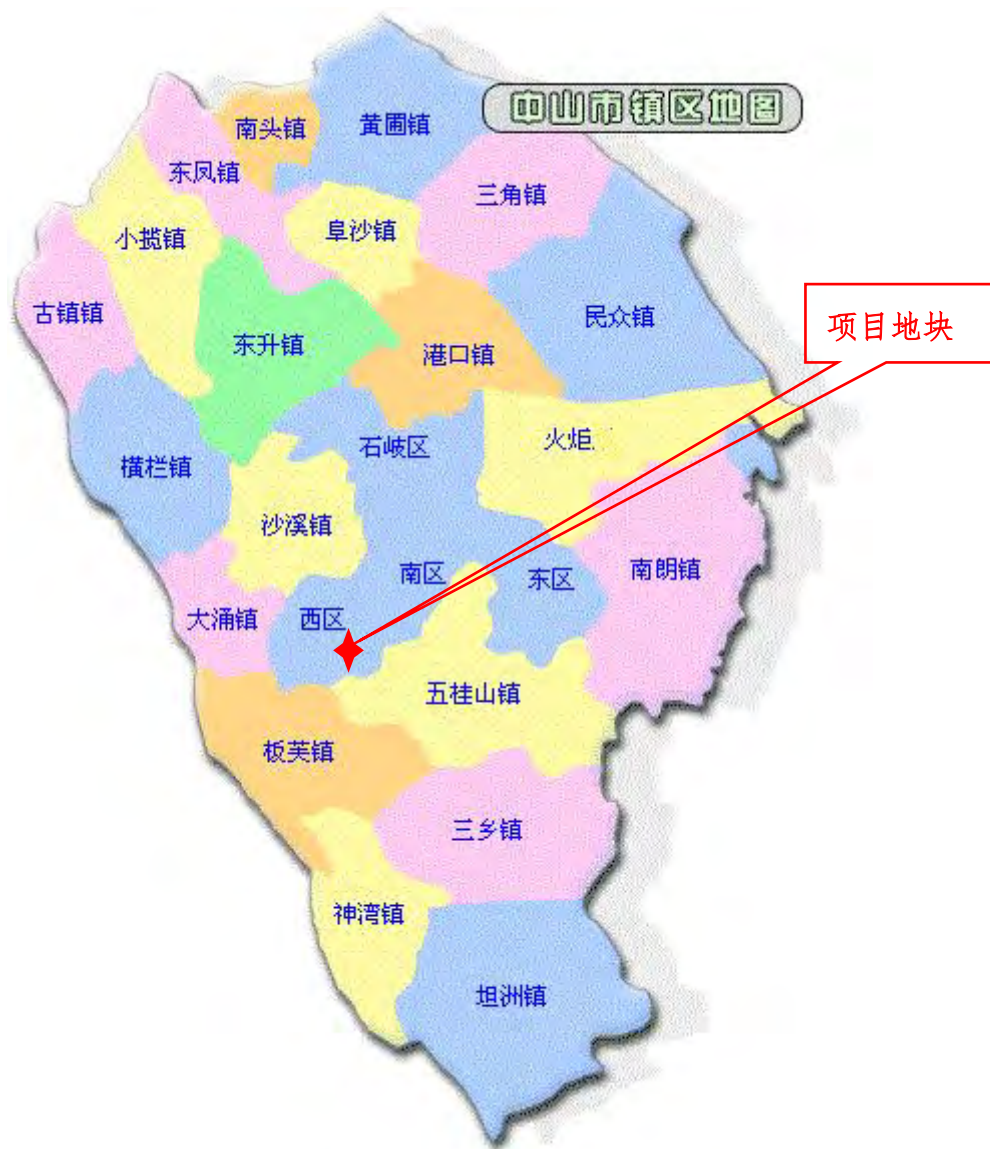 中山市镇区地图
南头镇
黄圃镇
东凤镇
三角镇
阜沙镇
小揽镇
古镇镇
民众镇
项目地块
东升镇
港口镇
石岐区
火炬
横栏镇
沙溪镇
南区
东区
南朗镇
大涌镇
西区
五桂山镇
板芙镇
三乡镇
神湾镇
坦洲镇